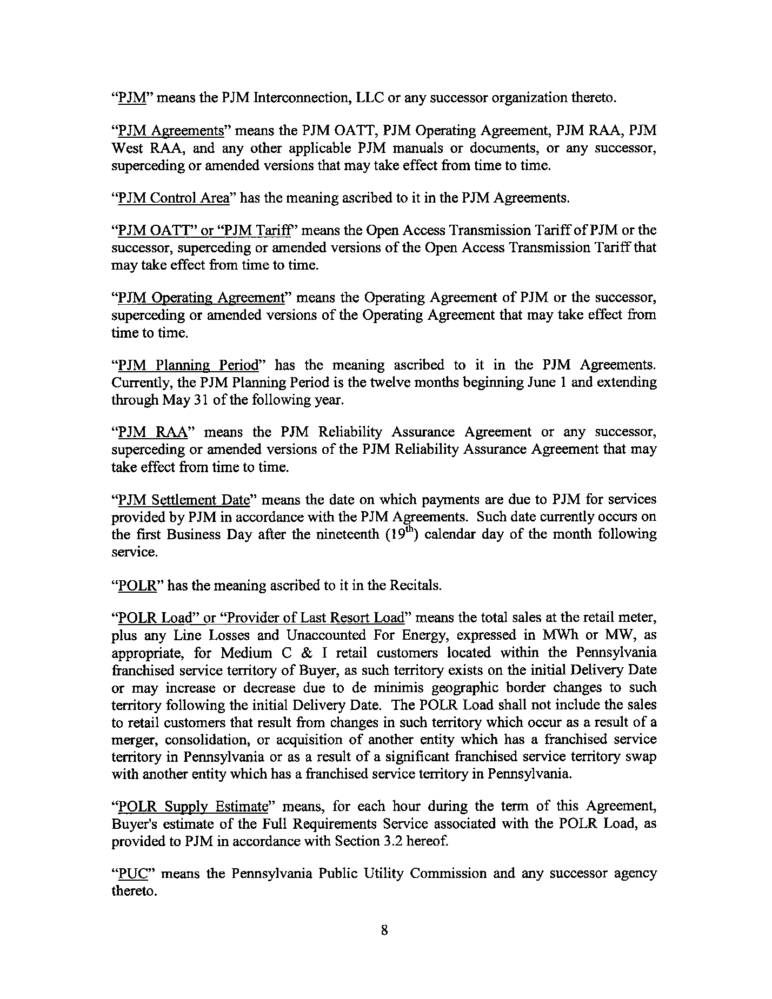 “PJM” means the PJM Interconnection, LLC or any successor organization thereto.
“PJM Agreements” means the PJM OATT, PJM Operating Agreement, PJM RAA, PJM
West RAA, and any other applicable PJM manuals or documents, or any successor,
superceding or amended versions that may take effect from time to time.
“PJM Control Area” has the meaning ascribed to it in the PJM Agreements.
“PJM OATT” or “PJM Tariff” means the Open Access Transmission Tariff of PJM or the
successor, superceding or amended versions of the Open Access Transmission Tariff that
may take effect from time to time.
“PJM Operating Agreement” means the Operating Agreement of PJM or the successor,
superceding or amended versions of the Operating Agreement that may take effect from
time to time.
“PJM Planning Period” has the meaning ascribed to it in the PJM Agreements.
Currently, the PJM Planning Period is the twelve months beginning June 1 and extending
through May 31 of the following year.
“PJM RAA” means the PJM Reliability Assurance Agreement or any successor,
superceding or amended versions of the PJM Reliability Assurance Agreement that may
take effect from time to time.
“PJM Settlement Date” means the date on which payments are due to PJM for services
provided by PJM in accordance with the PJM Agreements. Such date currently occurs on
the first Business Day after the nineteenth (19th) calendar day of the month following
service.
“POLR” has the meaning ascribed to it in the Recitals.
“POLR Load” or “Provider of Last Resort Load” means the total sales at the retail meter,
plus any Line Losses and Unaccounted For Energy, expressed in MWh or MW, as
appropriate, for Medium C & I retail customers located within the Pennsylvania
franchised service territory of Buyer, as such territory exists on the initial Delivery Date
or may increase or decrease due to de minimis geographic border changes to such
territory following the initial Delivery Date. The POLR Load shall not include the sales
to retail customers that result from changes in such territory which occur as a result of a
merger, consolidation, or acquisition of another entity which has a franchised service
territory in Pennsylvania or as a result of a significant franchised service territory swap
with another entity which has a franchised service territory in Pennsylvania.
“POLR Supply Estimate” means, for each hour during the term of this Agreement,
Buyer's estimate of the Full Requirements Service associated with the POLR Load, as
provided to PJM in accordance with Section 3.2 hereof.
“PUC” means the Pennsylvania Public Utility Commission and any successor agency
thereto.
8